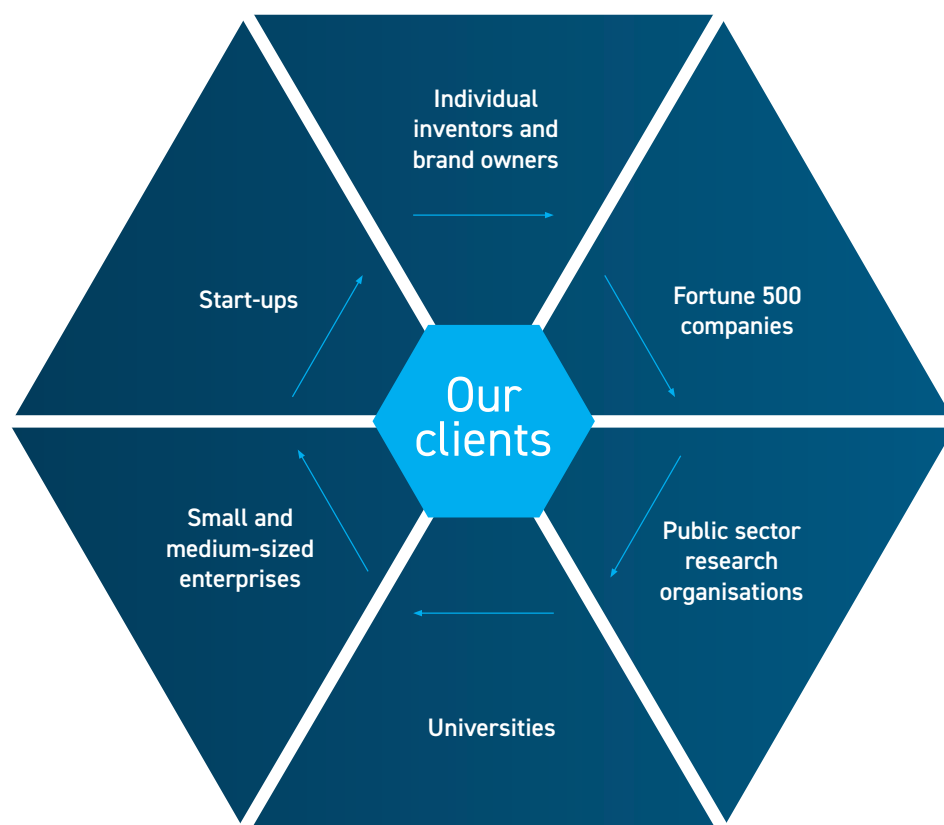 Individual
inventors and
brand owners
Fortune 500
companies
Public sector
research
organisations
Universities
Small and
medium-sized
enterprises
Start-ups
Our
clients